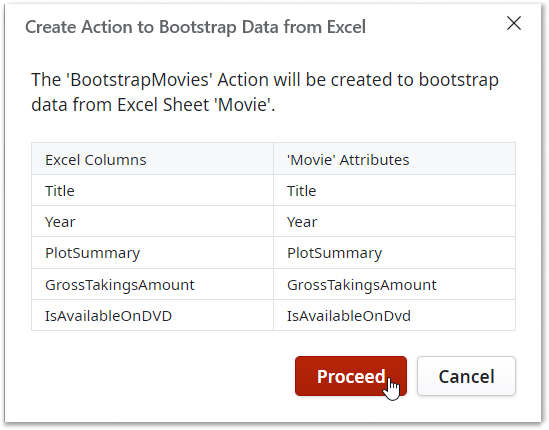 Create Action to Bootstrap Data from Excel
The 'BootstrapMovies' Action will be created to bootstrap
data from Excel Sheet 'Movie'.
Excel Columns 'Movie' Attributes
Title Title
Year Year
PlotSummary PlotSummary
GrossTakingsAmount GrossTakingsAmount
IsAvailableOnDVD IsAvailableOnDvd
Proceed Cancel